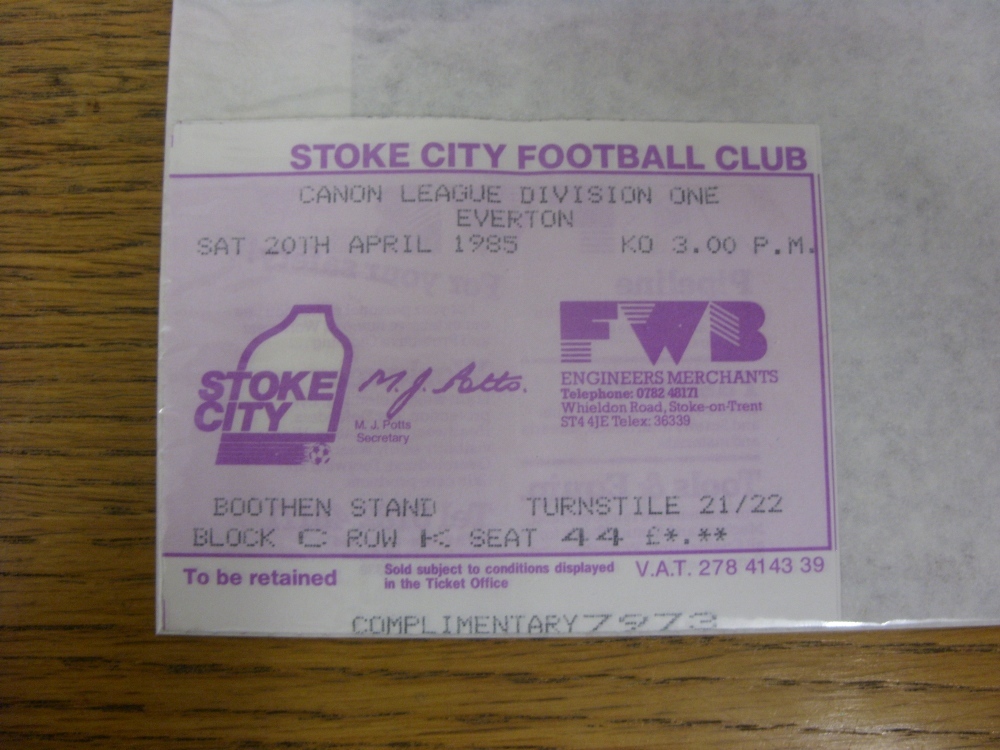 STOKE CITY FOOTBALL CLUB
CANON LEAGUE DIVISION ONE
EVERTON
SAT 20TH APRIL 1985 KO 3.00 P.M.
STOKE
CITY
M.J. Potts.
M. J. Potts
Secretary
FWB
ENGINEERS MERCHANTS
Telephone: 0782 48171
Whieldon Road, Stoke-on-Trent
ST4 4JE Telex: 36339
BOOTHEN STAND TURNSTILE 21/22
BLOCK C ROW K SEAT 44 £*.**
To be retained
Sold subject to conditions displayed
in the Ticket Office
V.A.T. 278 4143 39
COMPLIMENTARY 7973